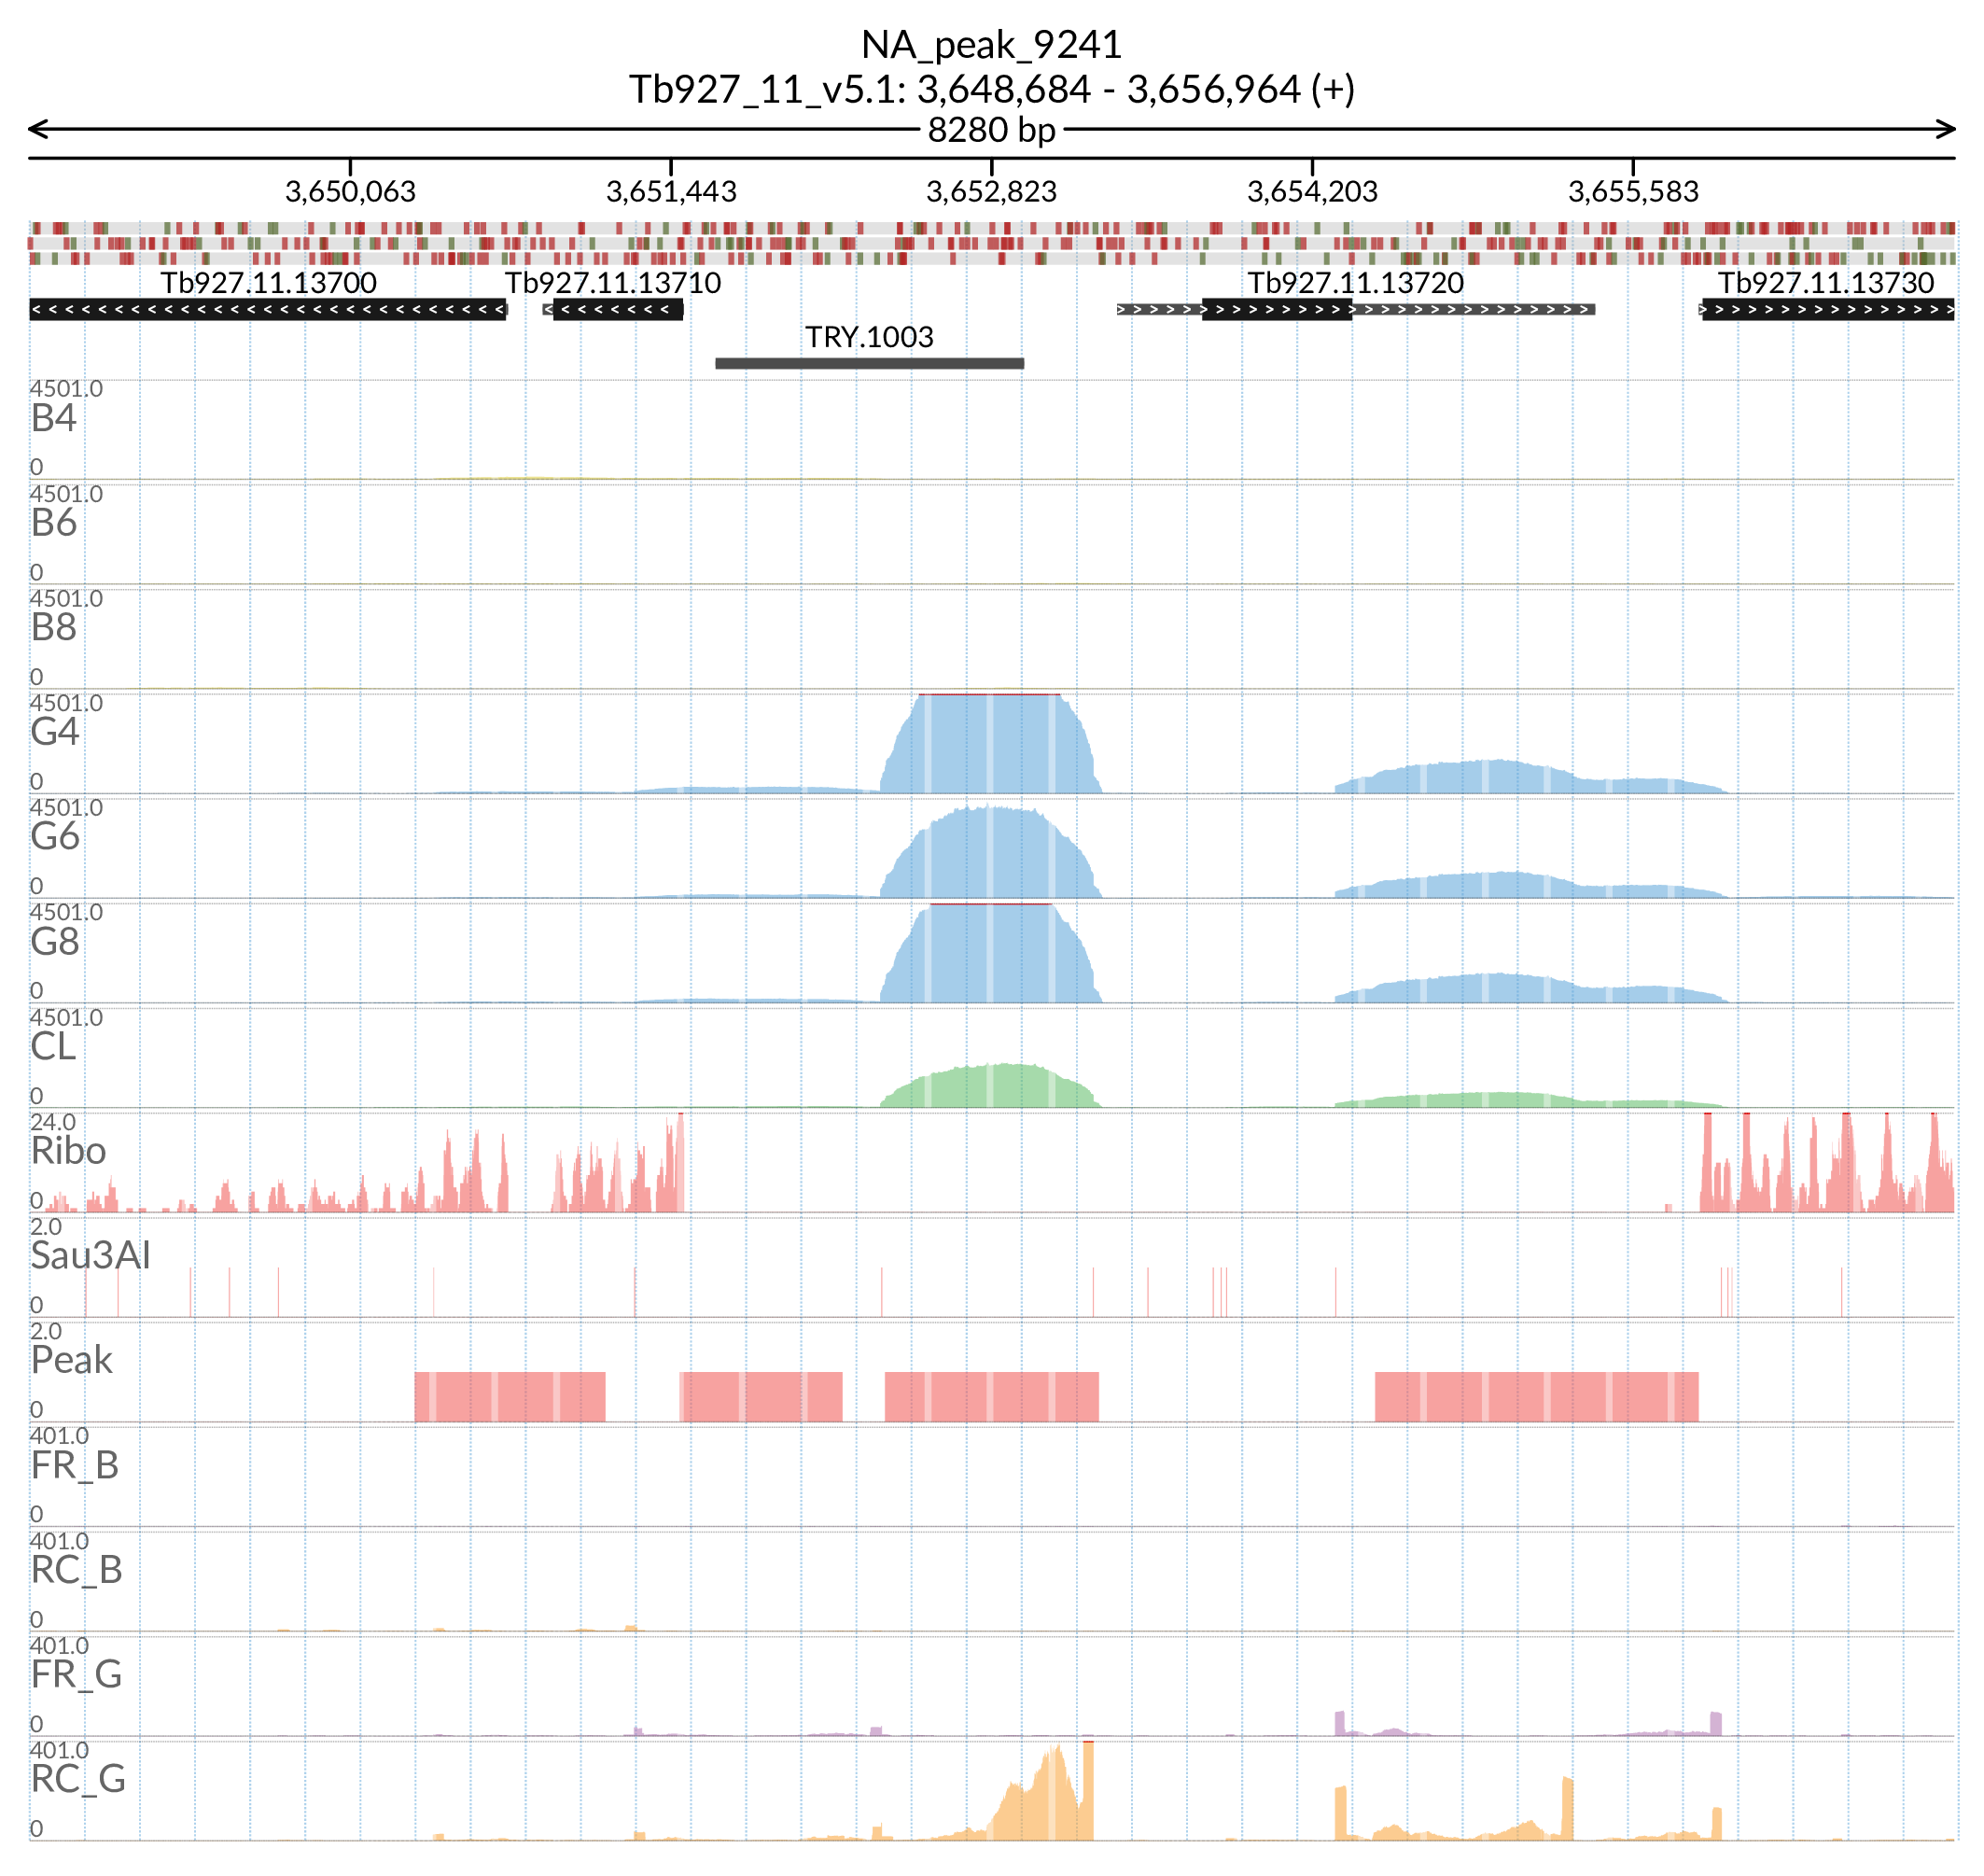 NA_peak_9241
Tb927_11_v5.1: 3,648,684 - 3,656,964 (+)
8280 bp
3,650,063 3,651,443 3,652,823 3,654,203 3,655,583
Tb927.11.13700 Tb927.11.13710 Tb927.11.13720 Tb927.11.13730
TRY.1003
4501.0
B4
0
4501.0
B6
0
4501.0
B8
0
4501.0
G4
0
4501.0
G6
0
4501.0
G8
0
4501.0
CL
0
24.0
Ribo
0
2.0
Sau3AI
0
2.0
Peak
0
401.0
FR_B
0
401.0
RC_B
0
401.0
FR_G
0
401.0
RC_G
0